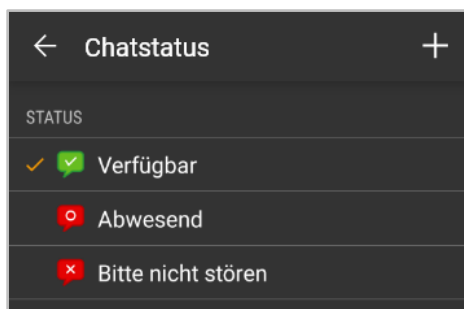 Chatstatus
STATUS
Verfügbar
Abwesend
Bitte nicht stören